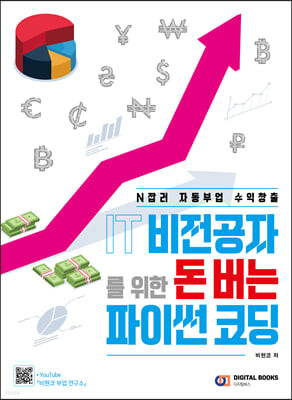 N잡러 자동부업 수익창출
IT 비전공자
를 위한 돈 버는
파이썬 코딩
비현코 저
YouTube
『비현코 부업 연구소』
DIGITAL BOOKS
디지털북스